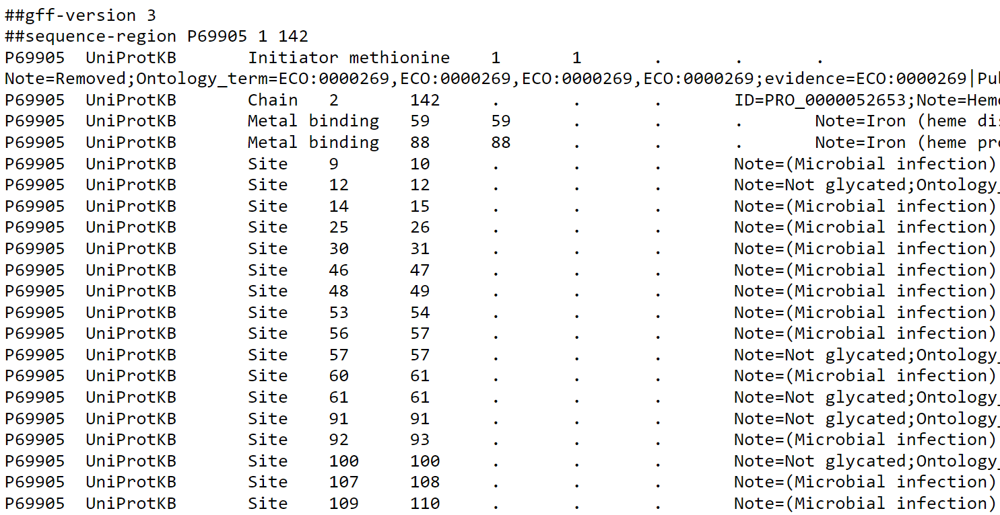 ##gff-version 3
##sequence-region P69905 1 142
P69905 UniProtKB Initiator methionine 1 1 . . .
Note=Removed;Ontology_term=ECO:0000269,ECO:0000269,ECO:0000269,ECO:0000269;evidence=ECO:0000269|Pu
P69905 UniProtKB Chain 2 142 . . . ID=PRO_0000052653;Note=Hem
P69905 UniProtKB Metal binding 59 59 . . . Note=Iron (heme di
P69905 UniProtKB Metal binding 88 88 . . . Note=Iron (heme pr
P69905 UniProtKB Site 9 10 . . . Note=(Microbial infection)
P69905 UniProtKB Site 12 12 . . . Note=Not glycated;Ontology_
P69905 UniProtKB Site 14 15 . . . Note=(Microbial infection)
P69905 UniProtKB Site 25 26 . . . Note=(Microbial infection)
P69905 UniProtKB Site 30 31 . . . Note=(Microbial infection)
P69905 UniProtKB Site 46 47 . . . Note=(Microbial infection)
P69905 UniProtKB Site 48 49 . . . Note=(Microbial infection)
P69905 UniProtKB Site 53 54 . . . Note=(Microbial infection)
P69905 UniProtKB Site 56 57 . . . Note=(Microbial infection)
P69905 UniProtKB Site 57 57 . . . Note=Not glycated;Ontology_
P69905 UniProtKB Site 60 61 . . . Note=(Microbial infection)
P69905 UniProtKB Site 61 61 . . . Note=Not glycated;Ontology_
P69905 UniProtKB Site 91 91 . . . Note=Not glycated;Ontology_
P69905 UniProtKB Site 92 93 . . . Note=(Microbial infection)
P69905 UniProtKB Site 100 100 . . . Note=Not glycated;Ontology_
P69905 UniProtKB Site 107 108 . . . Note=(Microbial infection)
P69905 UniProtKB Site 109 110 . . . Note=(Microbial infection)